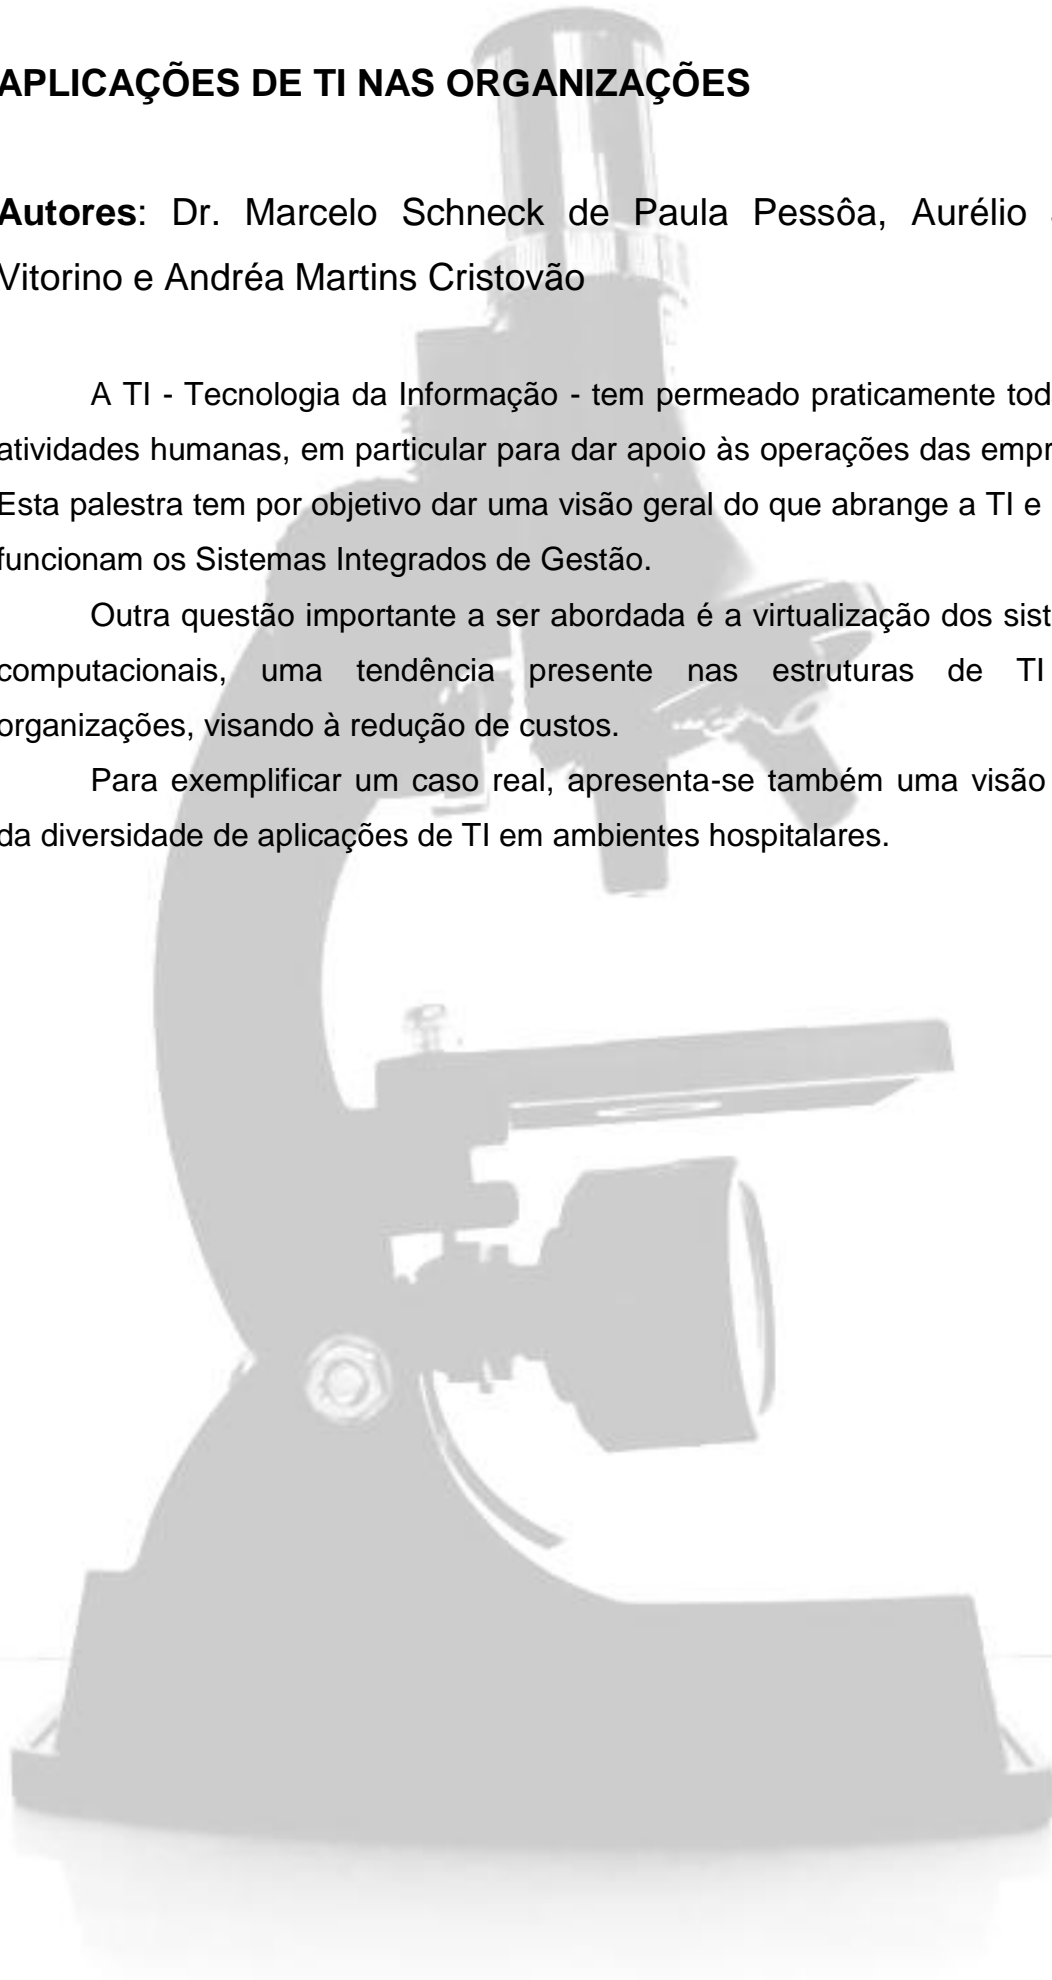 APLICAÇÕES DE TI NAS ORGANIZAÇÕES
Autores: Dr. Marcelo Schneck de Paula Pessôa, Aurélio
Vitorino e Andréa Martins Cristovão
A TI - Tecnologia da Informação - tem permeado praticamente tod
atividades humanas, em particular para dar apoio às operações das empr
Esta palestra tem por objetivo dar uma visão geral do que abrange a TI e
funcionam os Sistemas Integrados de Gestão.
Outra questão importante a ser abordada é a virtualização dos sist
computacionais, uma tendência presente nas estruturas de TI
organizações, visando à redução de custos.
Para exemplificar um caso real, apresenta-se também uma visão
da diversidade de aplicações de TI em ambientes hospitalares.